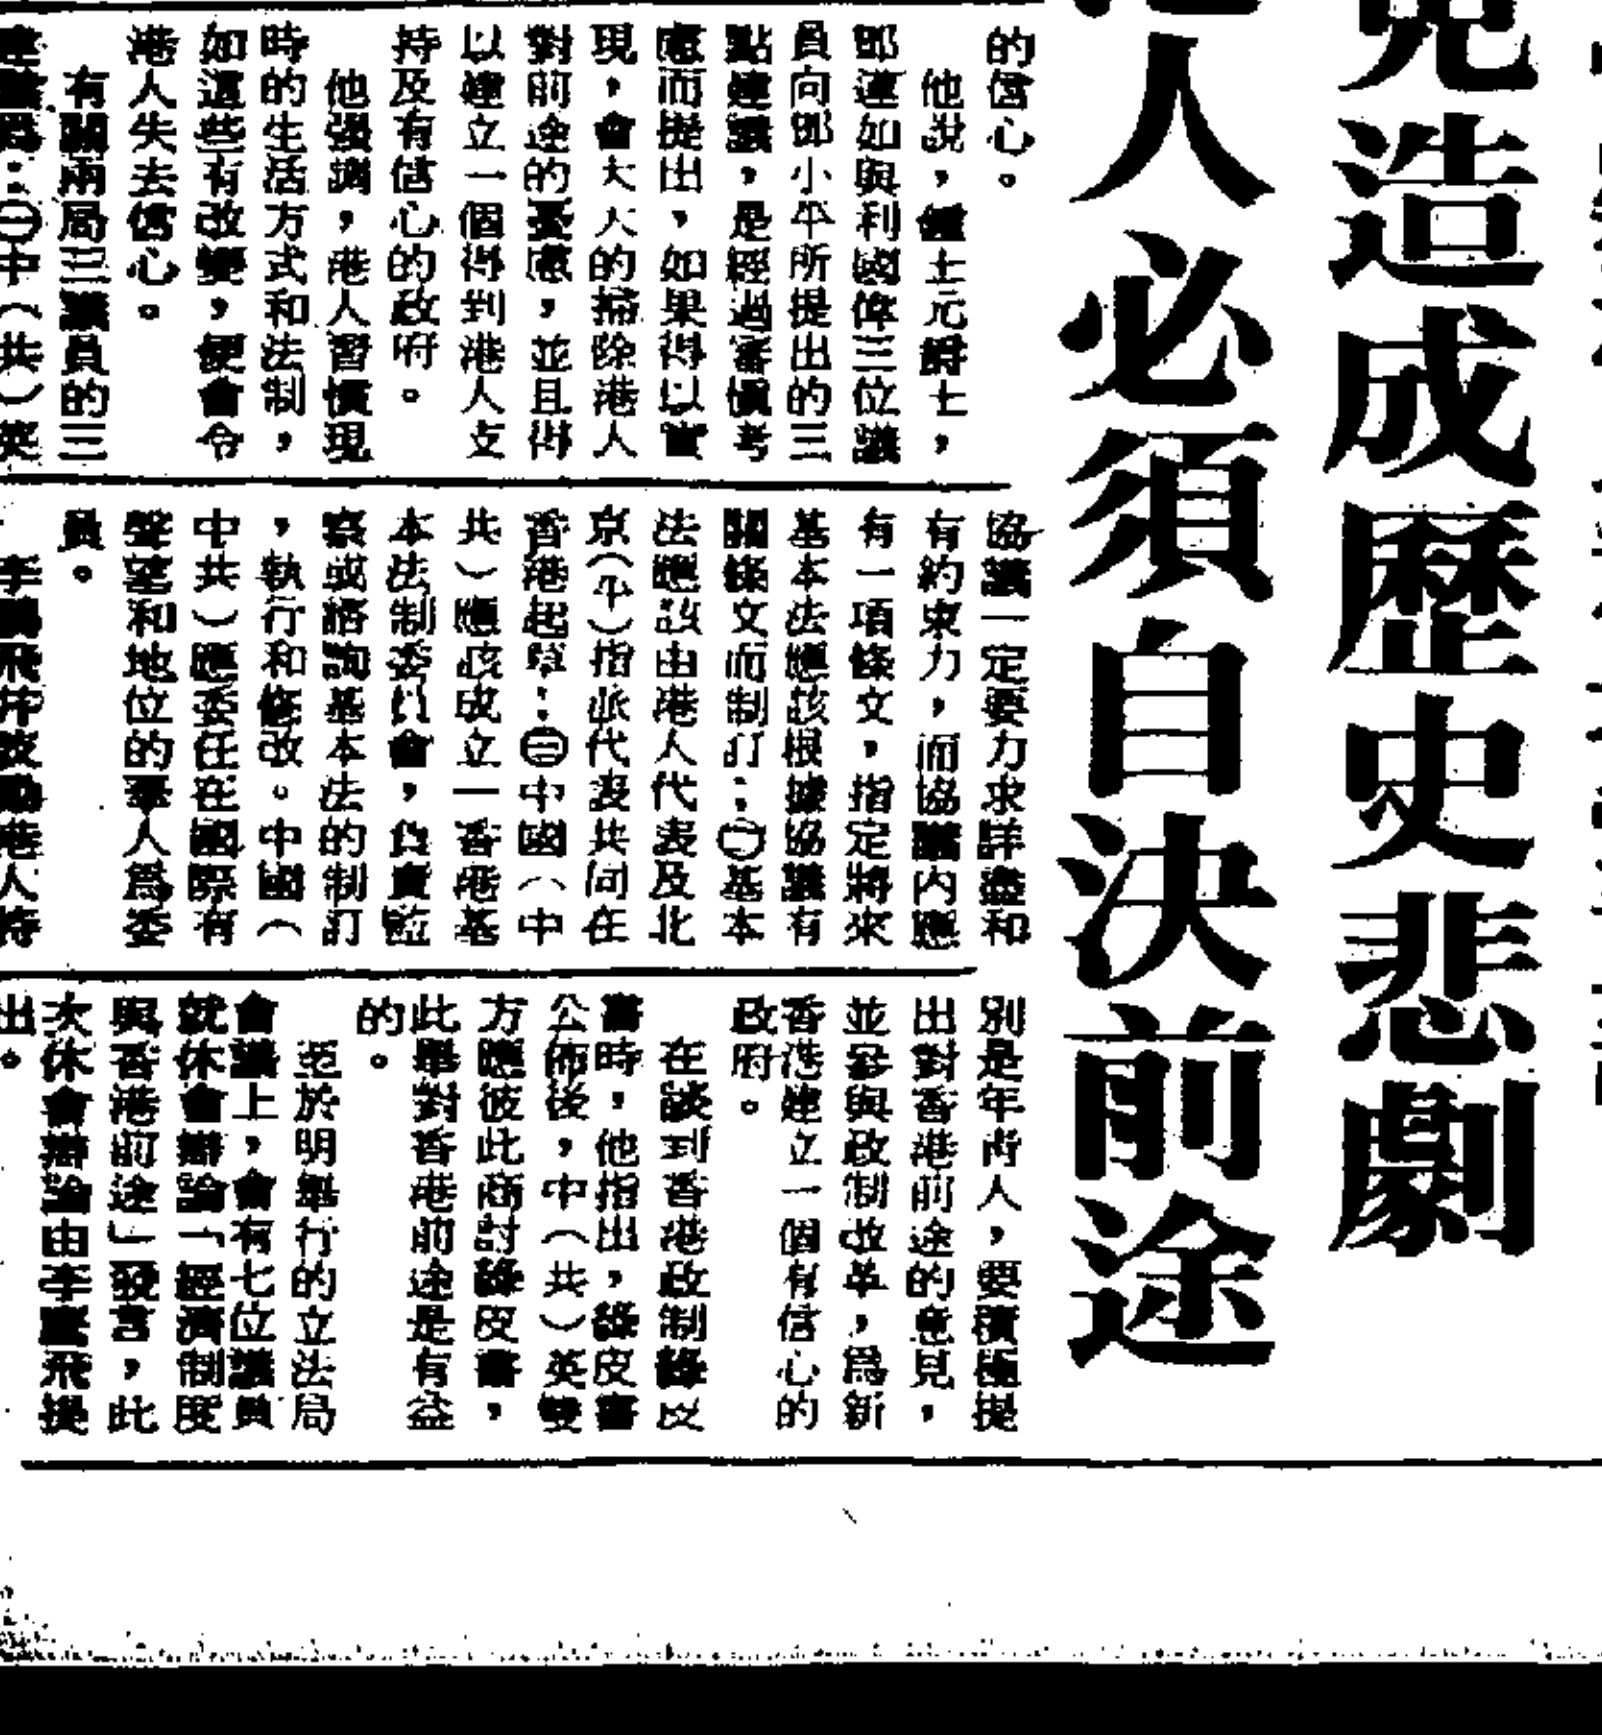 免造成歷史悲劇
人必須自決前途
的信心。
他說,鍾士元爵士,
鄧蓮如與利國偉三位議
員向鄧小平所提出的三
點建議,是經過審慎考
慮而提出,如果得以實
現,會大大的掃除港人
對前途的憂慮,並且得
以建立一個得到港人支
持及有信心的政府。
他強調,港人習慣現
時的生活方式和法制,
如這些有改變,便會令
港人失去信心。
有關兩局三議員的三
建議爲:㊀中(共)英
協議一定要力求詳盡和
有約束力,而協議內應
有一項條文,指定將來
基本法應該根據協議有
關條文而制訂;㊁基本
法應該由港人代表及北
京(平)指派代表共同在
香港起草;㊂中國(中
共)應該成立一香港基
本法制委員會,負責監
察或諮詢基本法的制訂
,執行和修改。中國(
中共)應委任在國際有
聲望和地位的華人爲委
員。
李鵬飛並鼓勵港人特
別是年青人,要積極提
出對香港前途的意見,
並參與政制改革,爲新
香港建立一個有信心的
政府。
在談到香港政制綠皮
書時,他指出,綠皮書
公佈後,中(共)英雙
方應彼此商討綠皮書,
此舉對香港前途是有益
的。
至於明舉行的立法局
會議上,會有七位議員
就休會辯論「經濟制度
與香港前途」發言,此
次休會辯論由李鵬飛提
出。